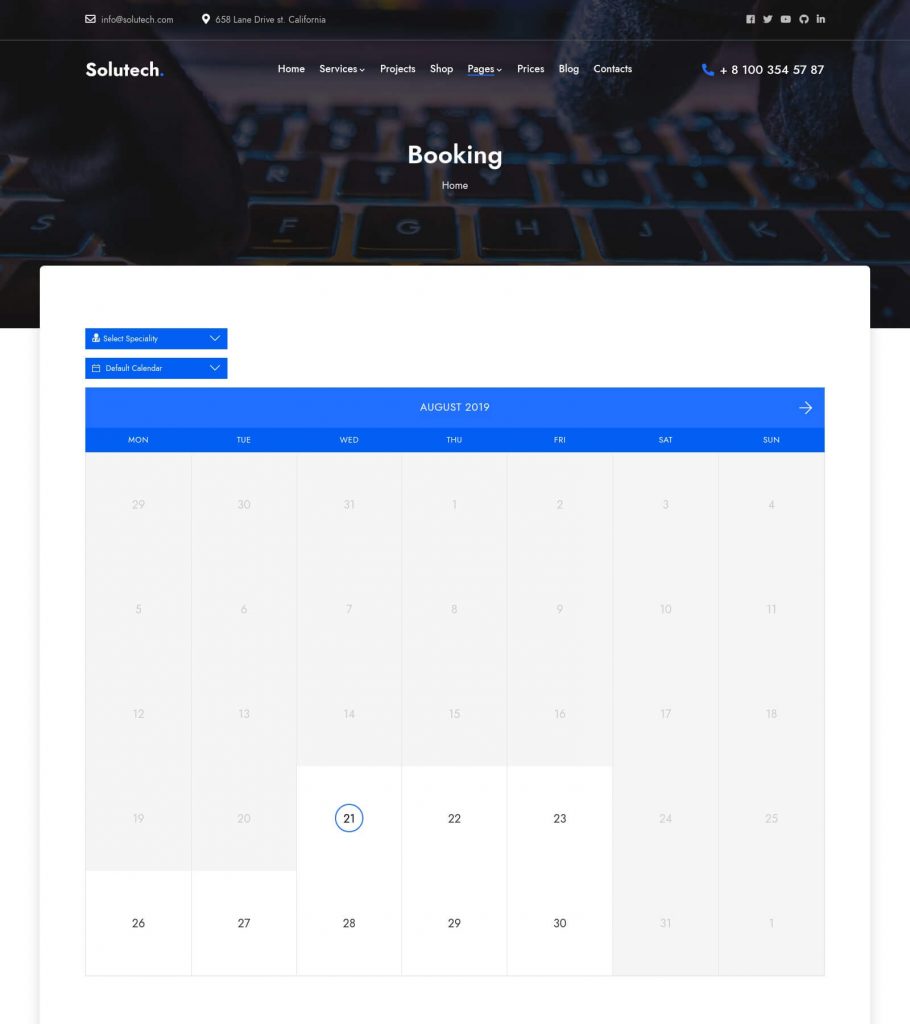 info@solutech.com 658 Lane Drive st. California
Solutech. Home Services Projects Shop Pages Prices Blog Contacts + 8 100 354 57 87
Booking
Home
Select Speciality
Default Calendar
AUGUST 2019
MON TUE WED THU FRI SAT SUN
29 30 31 1 2 3 4
5 6 7 8 9 10 11
12 13 14 15 16 17 18
19 20 21 22 23 24 25
26 27 28 29 30 31 1